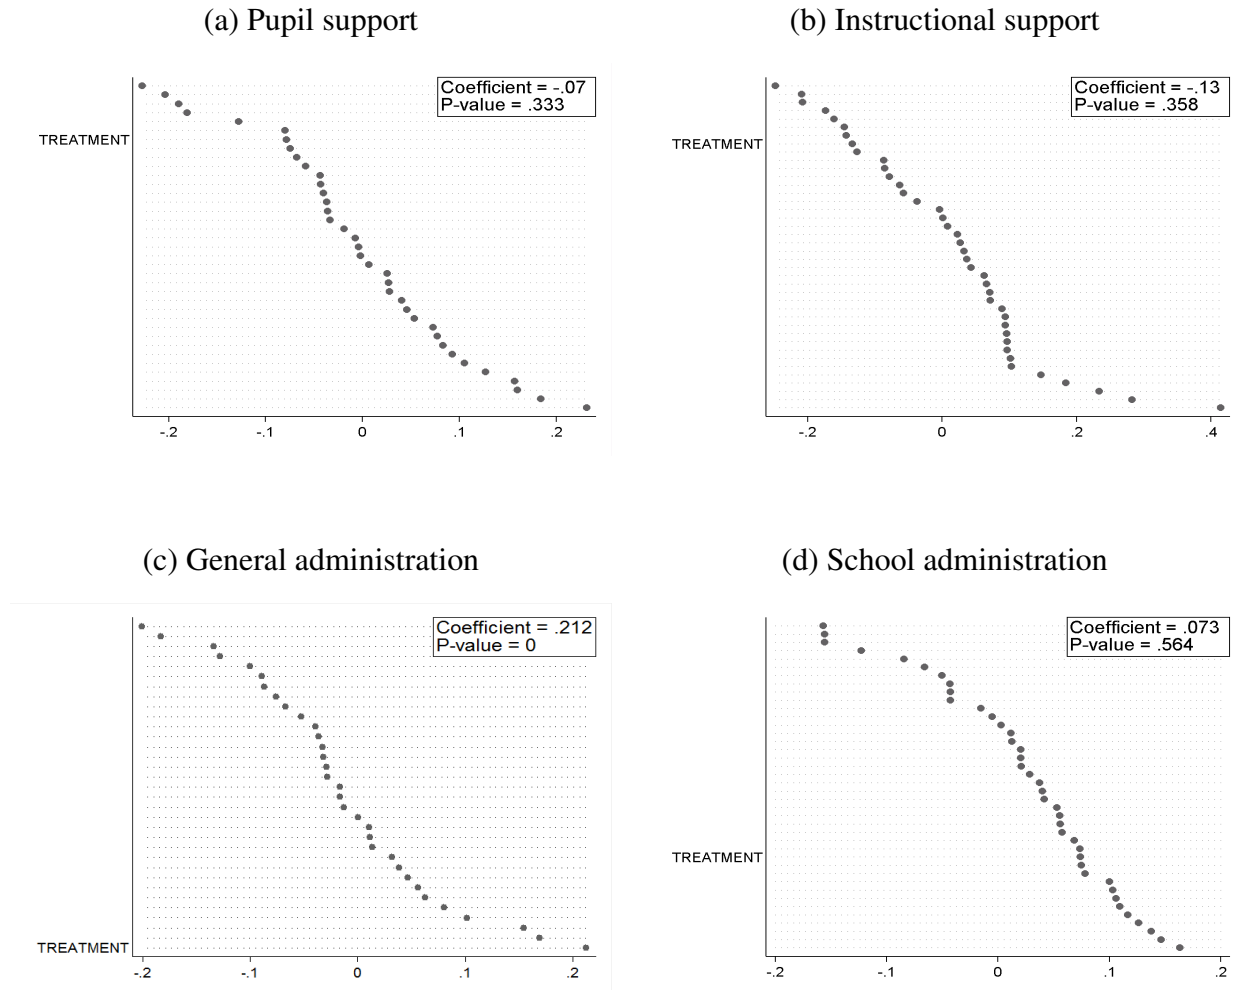 (a) Pupil support
(b) Instructional support
Coefficient = -.07
P-value = .333
TREATMENT
-.2 -.1 0 .1 .2
Coefficient = -.13
P-value = .358
TREATMENT
-.2 0 .2 .4
(c) General administration
(d) School administration
Coefficient = .212
P-value = 0
TREATMENT
-.2 -.1 0 .1 .2
Coefficient = .073
P-value = .564
TREATMENT
-.2 -.1 0 .1 .2